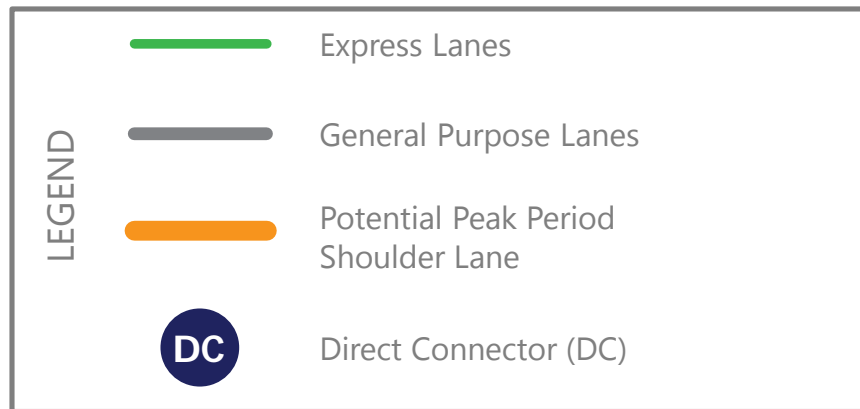 LEGEND
Express Lanes
General Purpose Lanes
Potential Peak Period
Shoulder Lane
DC
Direct Connector (DC)